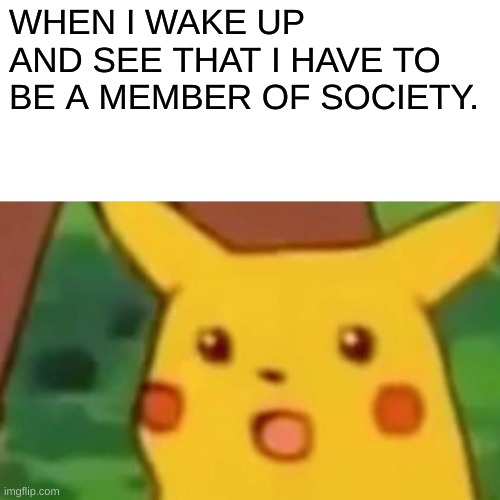 WHEN I WAKE UP
AND SEE THAT I HAVE TO
BE A MEMBER OF SOCIETY.
imgflip.com